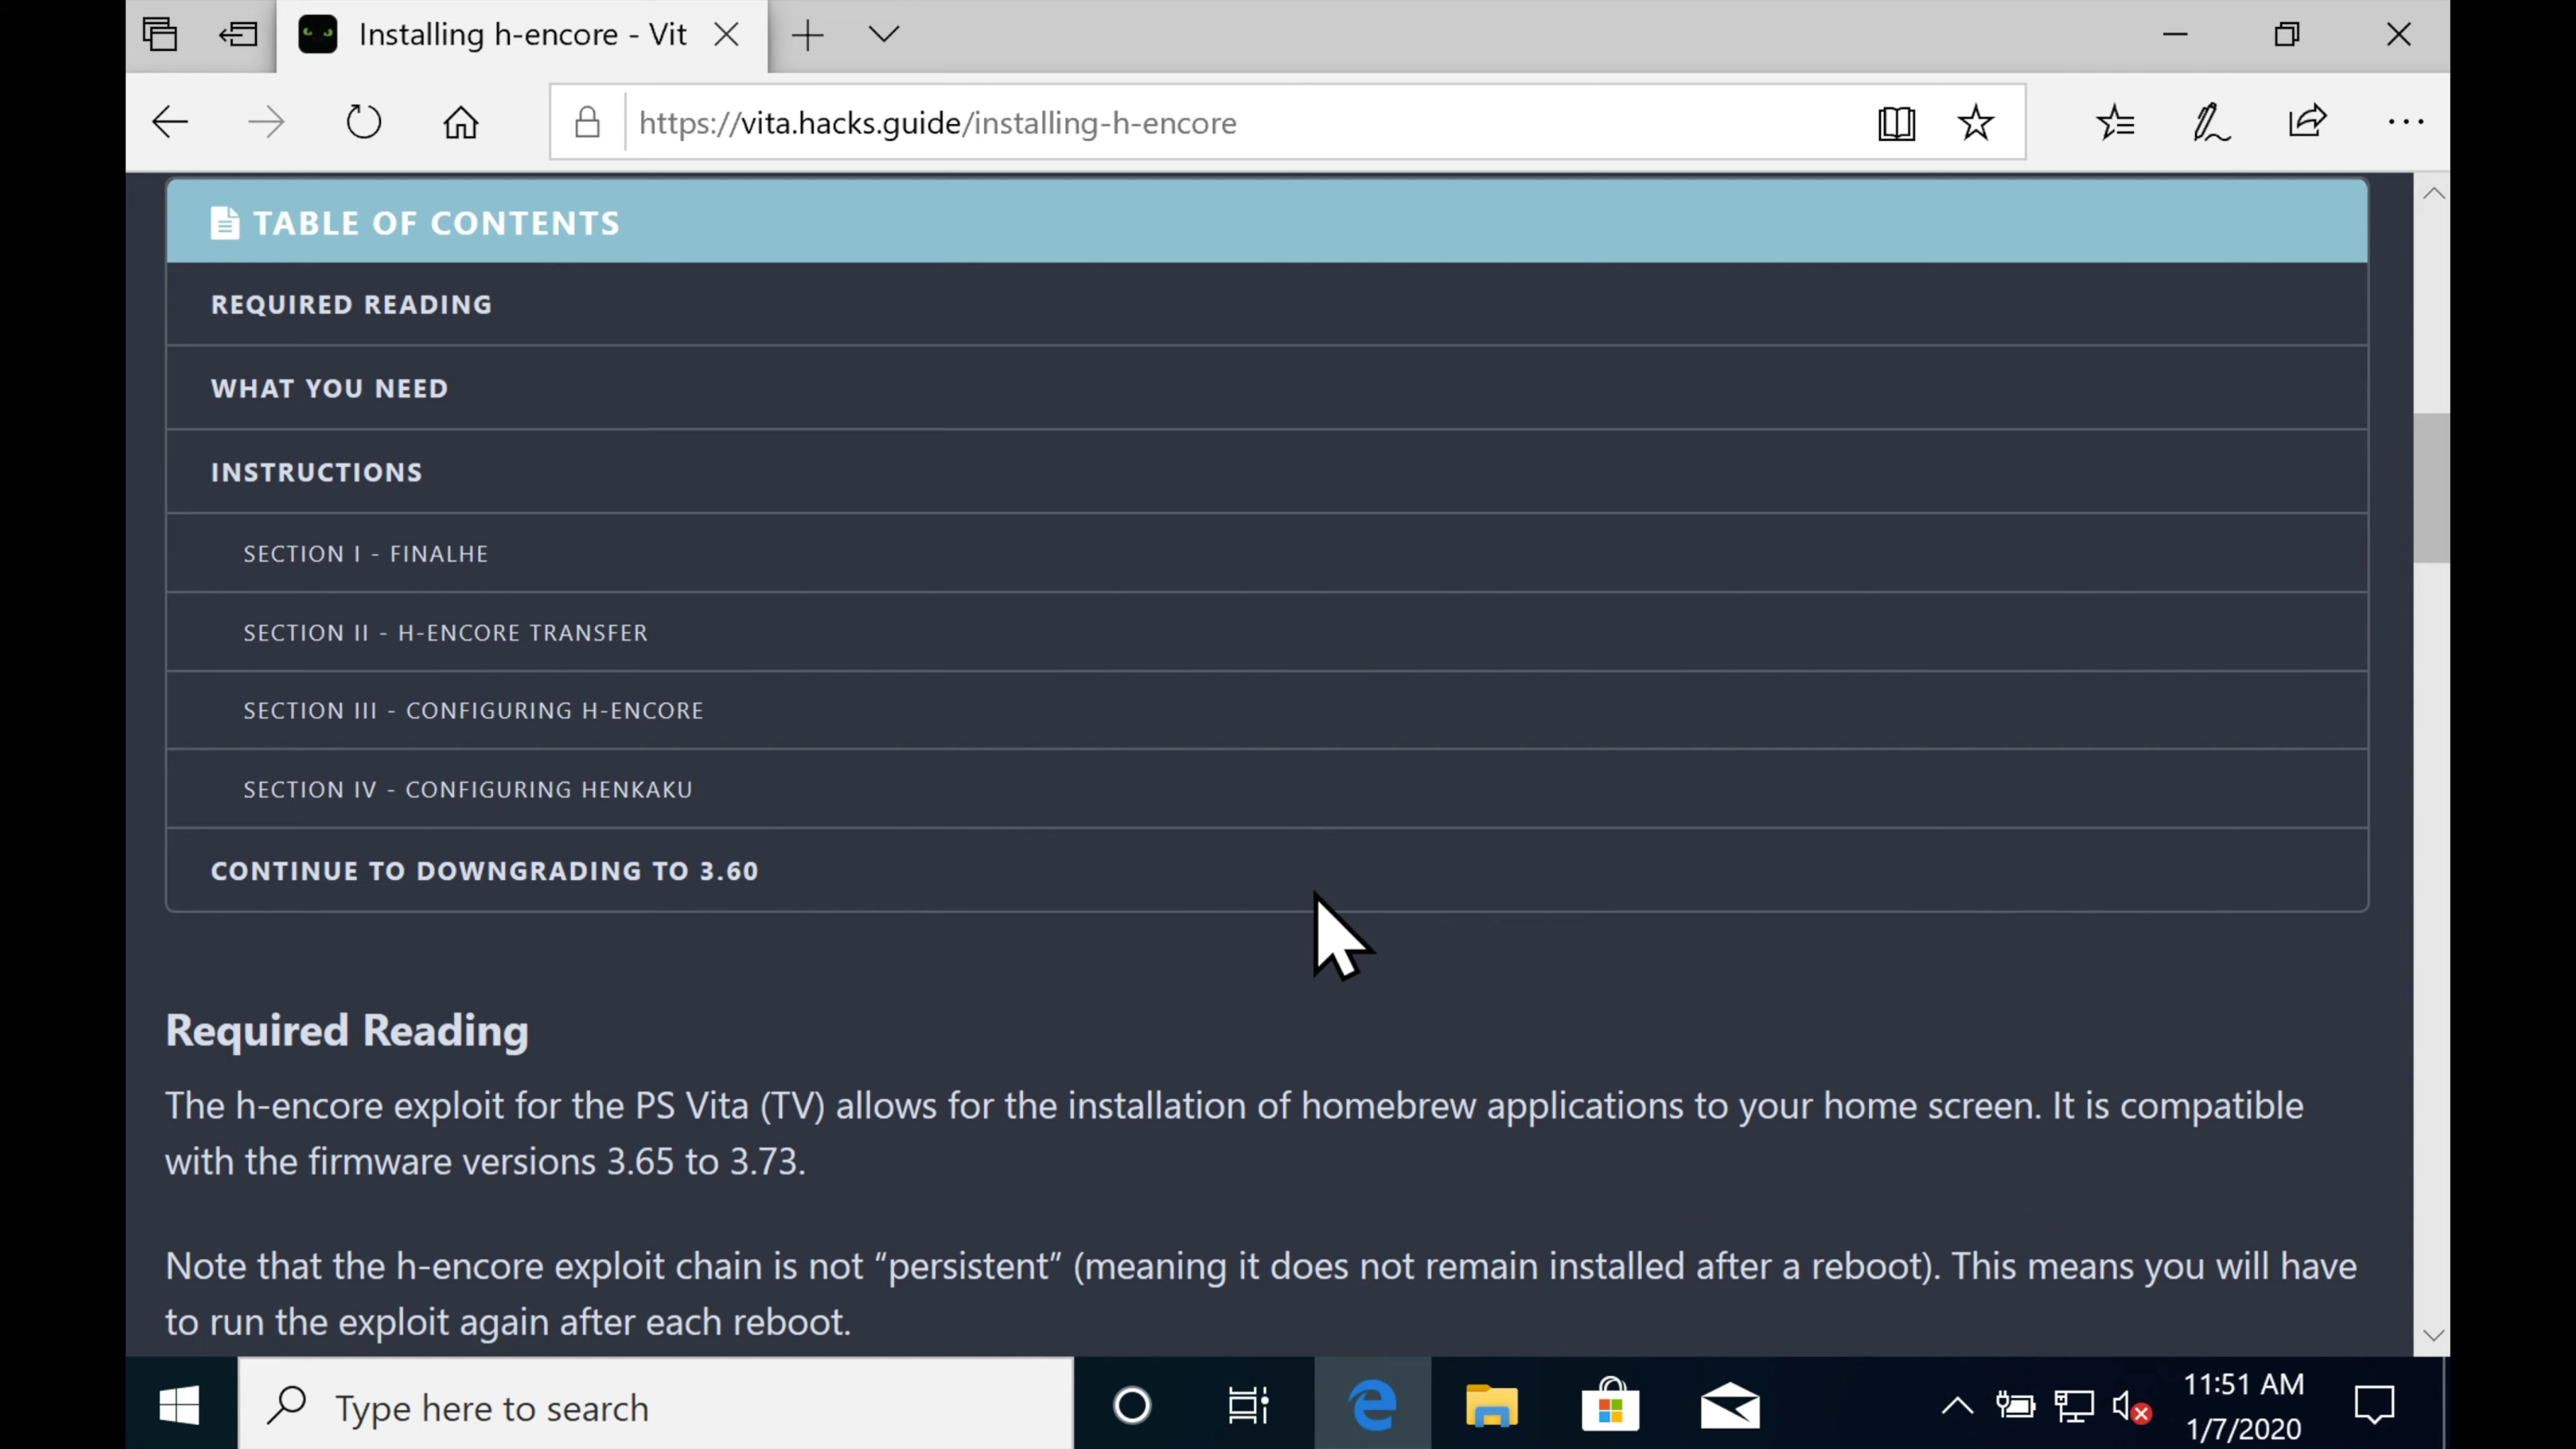 Installing h-encore - Vit
https://vita.hacks.guide/installing-h-encore
TABLE OF CONTENTS
REQUIRED READING
WHAT YOU NEED
INSTRUCTIONS
SECTION I - FINALHE
SECTION II - H-ENCORE TRANSFER
SECTION III - CONFIGURING H-ENCORE
SECTION IV - CONFIGURING HENKAKU
CONTINUE TO DOWNGRADING TO 3.60
Required Reading
The h-encore exploit for the PS Vita (TV) allows for the installation of homebrew applications to your home screen. It is compatible
with the firmware versions 3.65 to 3.73.
Note that the h-encore exploit chain is not “persistent” (meaning it does not remain installed after a reboot). This means you will have
to run the exploit again after each reboot.
Type here to search
11:51 AM
1/7/2020